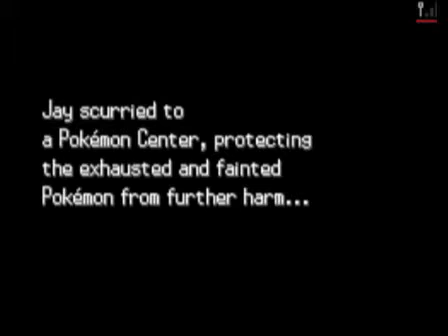 Jay scurried to
a Pokémon Center, protecting
the exhausted and fainted
Pokémon from further harm...